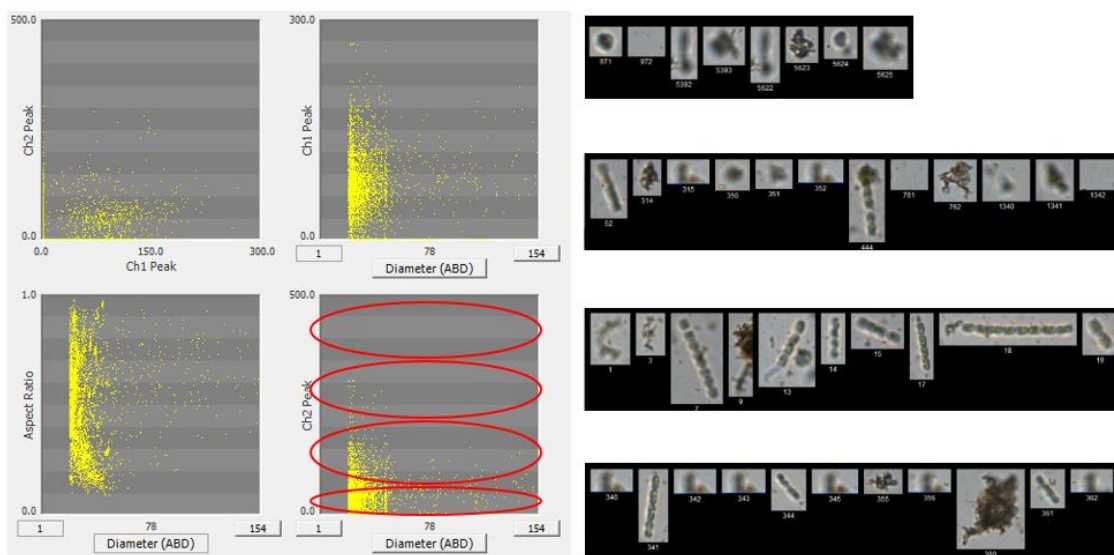 500.0
Ch2 Peak
0.0
0.0 150.0 300.0
Ch1 Peak
300.0
Ch1 Peak
0.0
1 78 154
Diameter (ABD)
1.0
Aspect Ratio
0.0
1 78 154
Diameter (ABD)
500.0
Ch2 Peak
0.0
1 78 154
Diameter (ABD)
971 972 5392 5393 5622 5623 5624 5625
52 314 315 350 351 352 444 761 762 1340 1341 1342
1 3 7 9 13 14 15 17 18 19
340 341 342 343 344 345 355 356 361 362